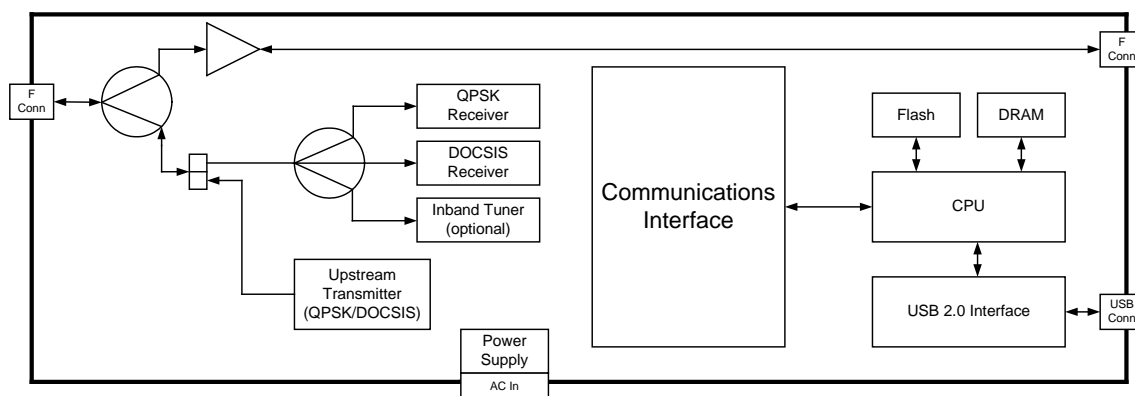 F
Conn
F
Conn
QPSK
Receiver
DOCSIS
Receiver
Inband Tuner
(optional)
Upstream
Transmitter
(QPSK/DOCSIS)
Power
Supply
AC In
Communications
Interface
Flash
DRAM
CPU
USB 2.0 Interface
USB
Conn